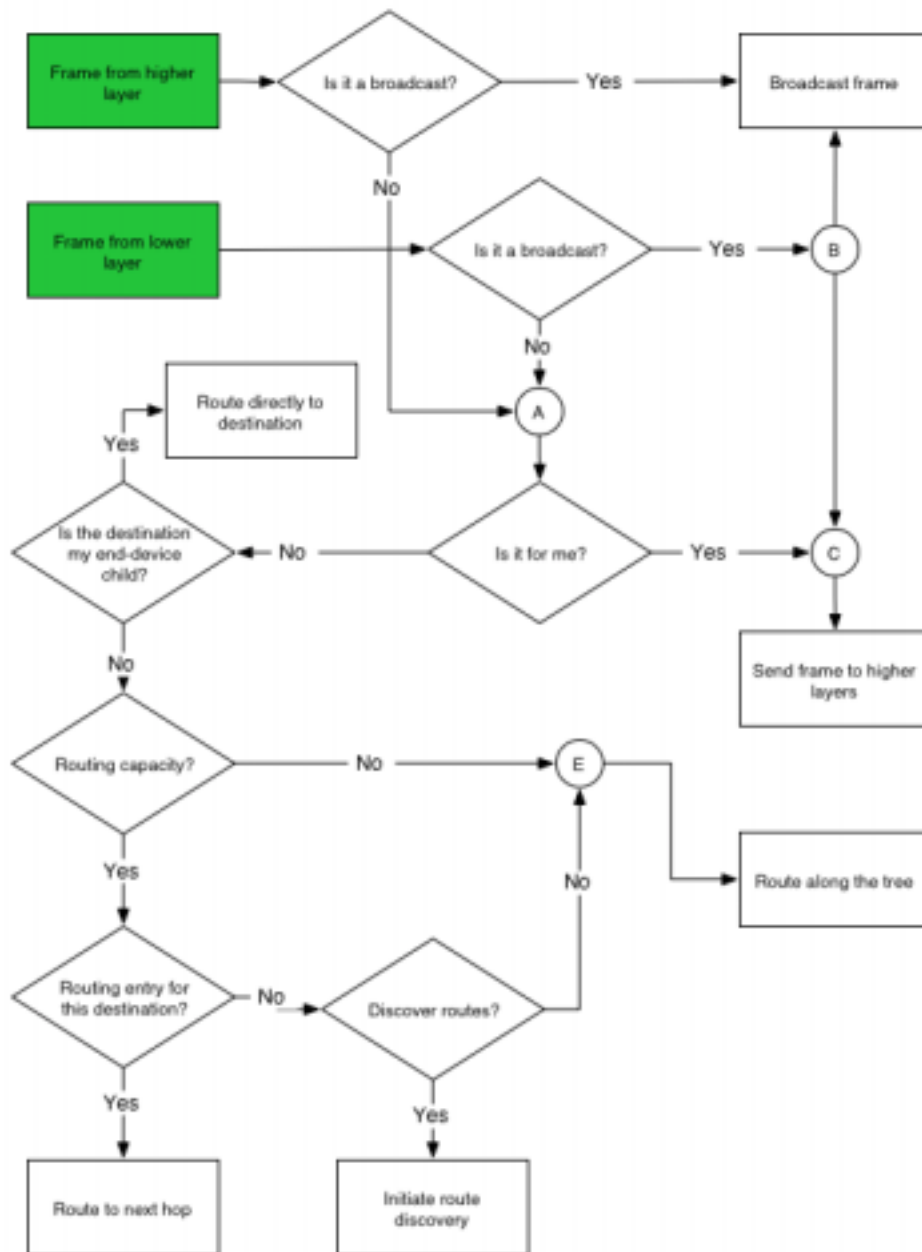 Frame from higher
layer
Is it a broadcast?
Yes
Broadcast frame
No
Frame from lower
layer
Is it a broadcast?
Yes
B
No
Route directly to
destination
A
Yes
Is the destination
my end-device
child?
No
Is it for me?
Yes
C
No
Send frame to higher
layers
Routing capacity?
No
E
Yes
No
Route along the tree
Routing entry for
this destination?
No
Discover routes?
Yes
Yes
Route to next hop
Initiate route
discovery